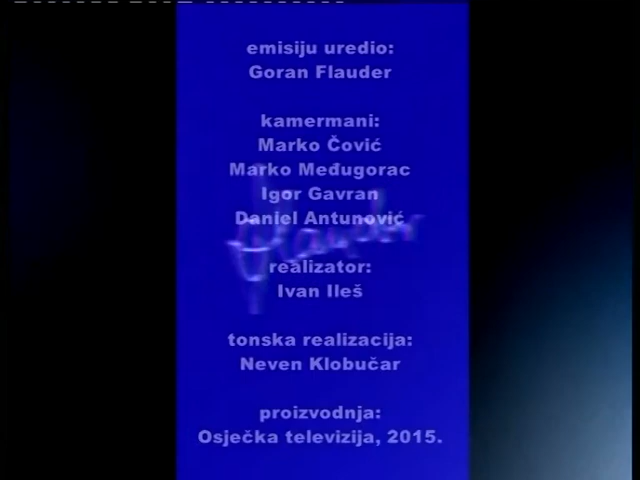 emisiju uredio:
Goran Flauder
kamermani:
Marko Čović
Marko Međugorac
Igor Gavran
Daniel Antunović
Flauder
realizator:
Ivan Ileš
tonska realizacija:
Neven Klobučar
proizvodnja:
Osječka televizija, 2015.